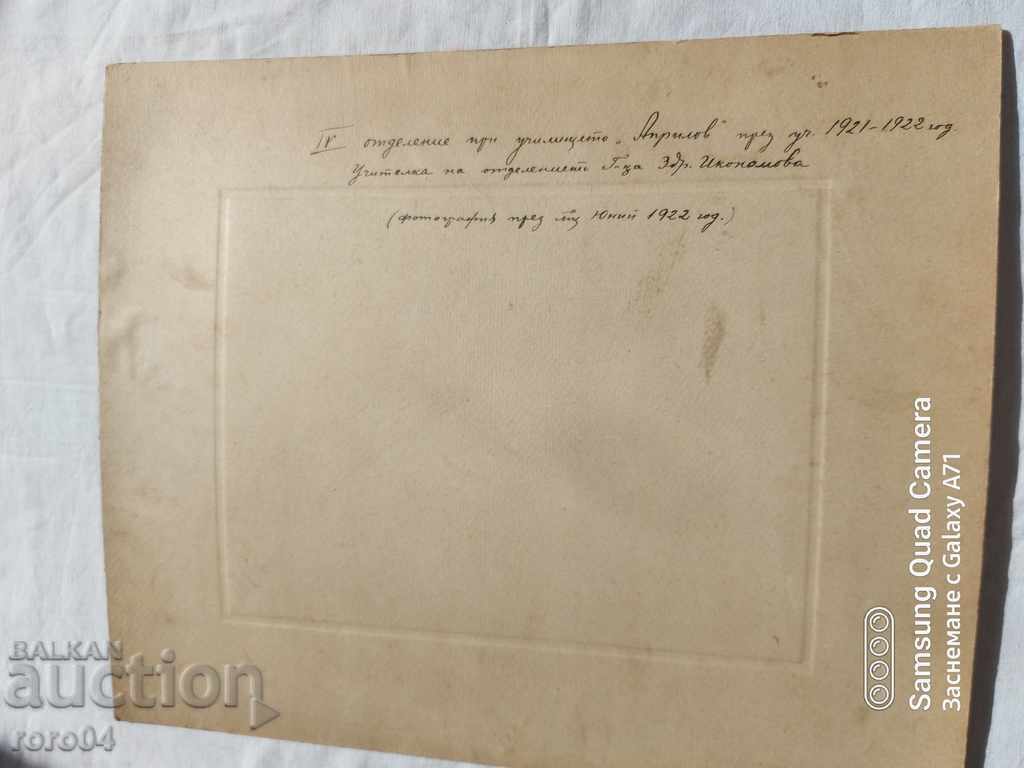 IV отделение при училището „Априлов" през уч. 1921-1922 год.
Учителка на отделението Г-ца Здр. Икономова
(фотография през м-ц Юний 1922 год.)
Samsung Quad Camera
Заснемане с Galaxy A71
BALKAN
auction
roro04